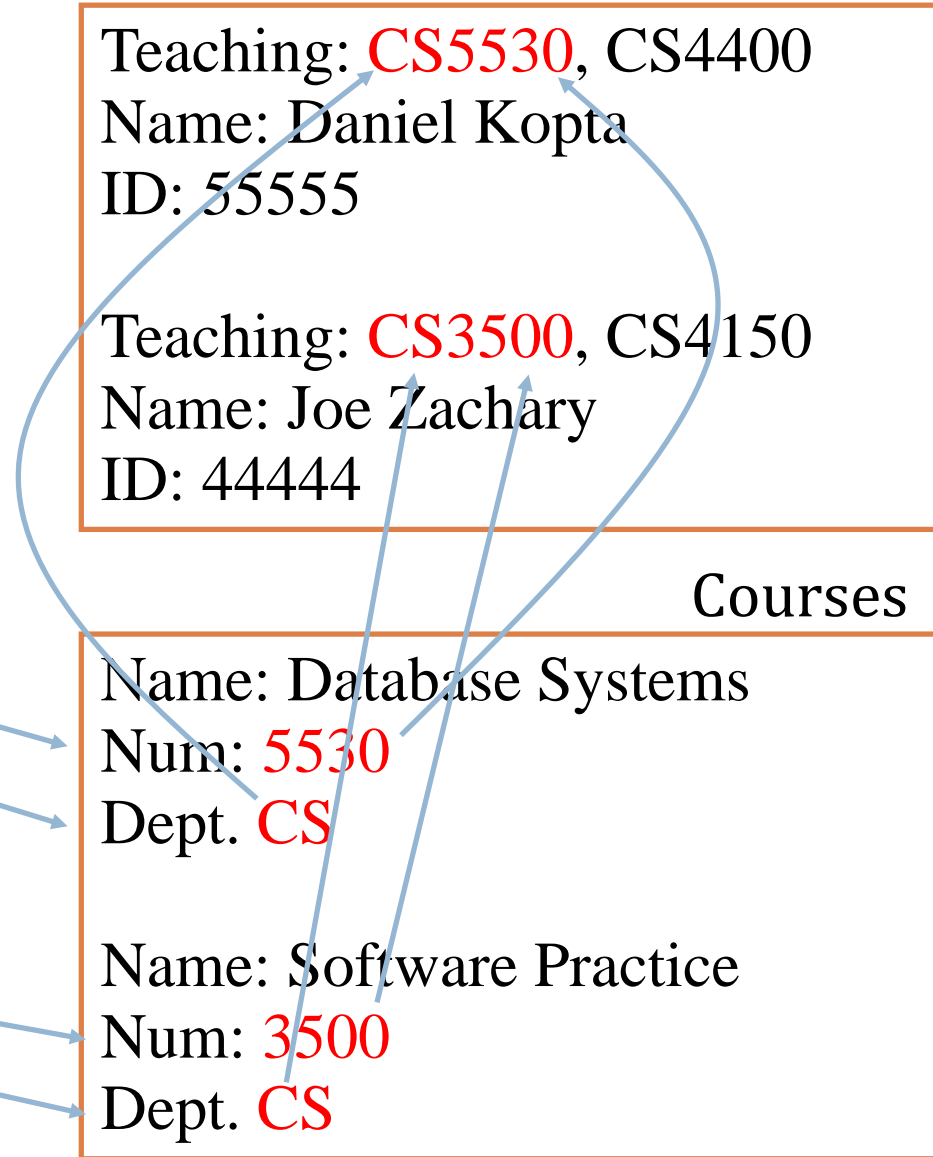 Teaching: CS5530, CS4400
Name: Daniel Kopta
ID: 55555
Teaching: CS3500, CS4150
Name: Joe Zachary
ID: 44444
Courses
Name: Database Systems
Num: 5530
Dept. CS
Name: Software Practice
Num: 3500
Dept. CS